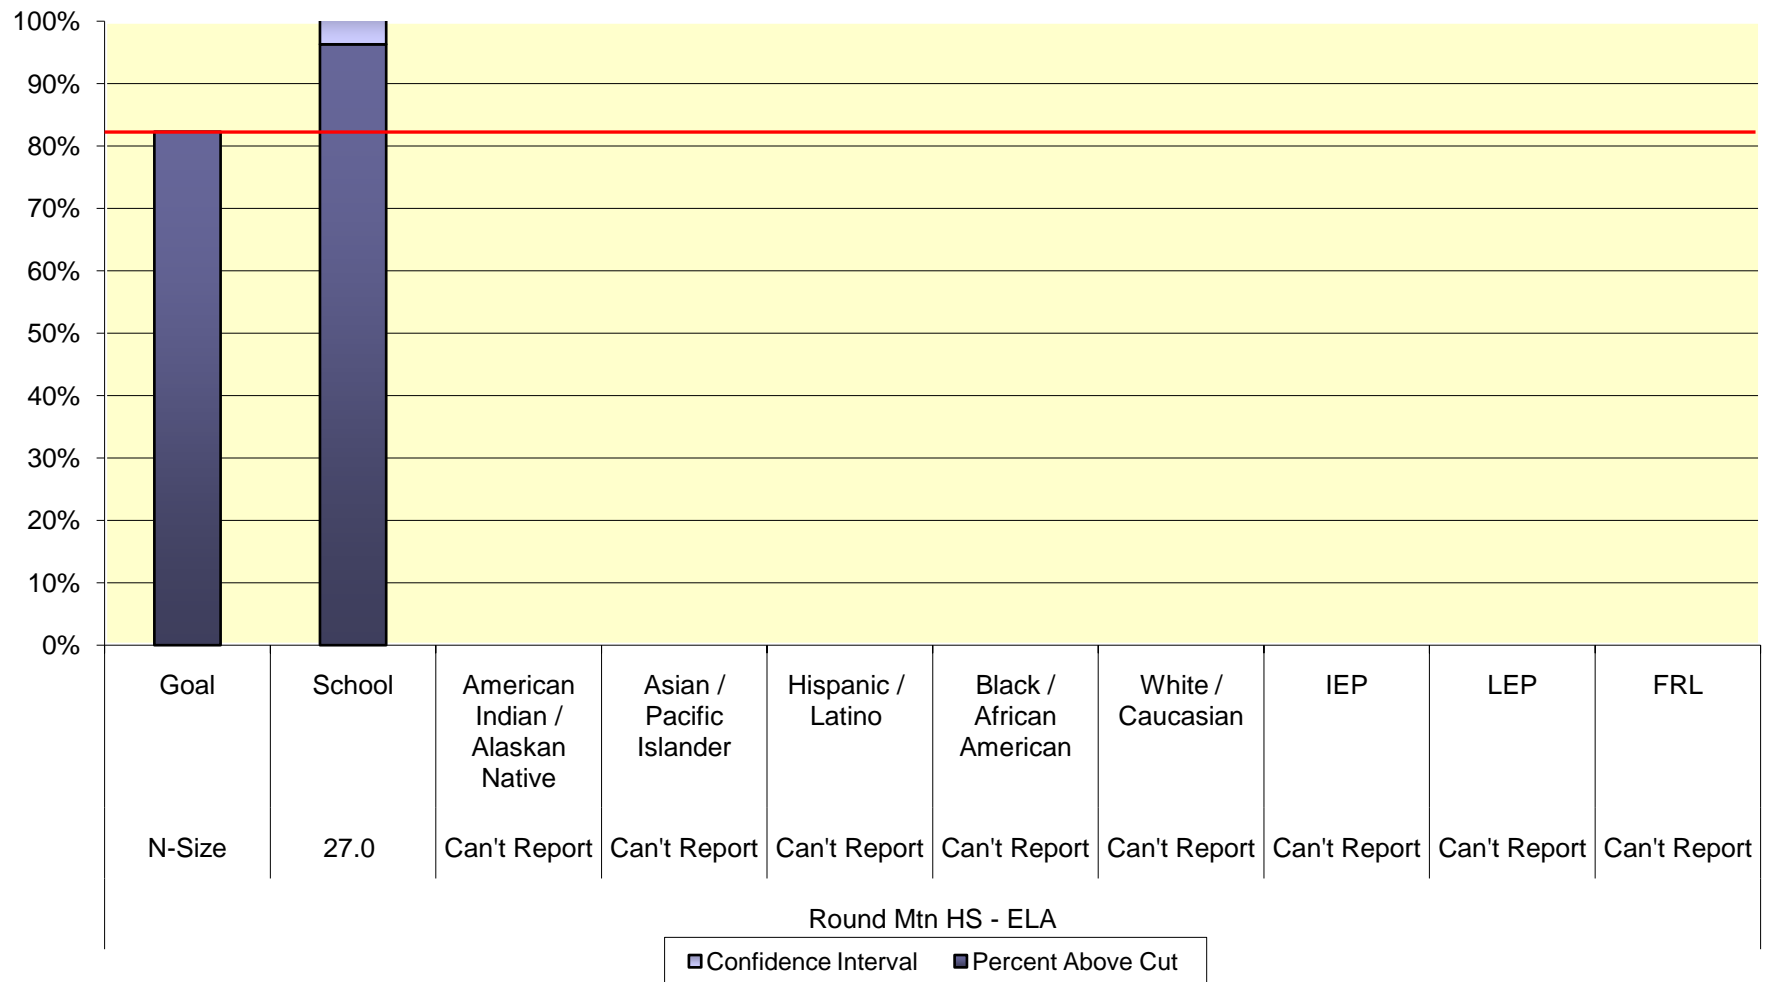 100%
90%
80%
70%
60%
50%
40%
30%
20%
10%
0%
Goal
School
American
Indian /
Alaskan
Native
Asian /
Pacific
Islander
Hispanic /
Latino
Black /
African
American
White /
Caucasian
IEP
LEP
FRL
N-Size
27.0
Can't Report
Can't Report
Can't Report
Can't Report
Can't Report
Can't Report
Can't Report
Can't Report
Round Mtn HS - ELA
Confidence Interval
Percent Above Cut